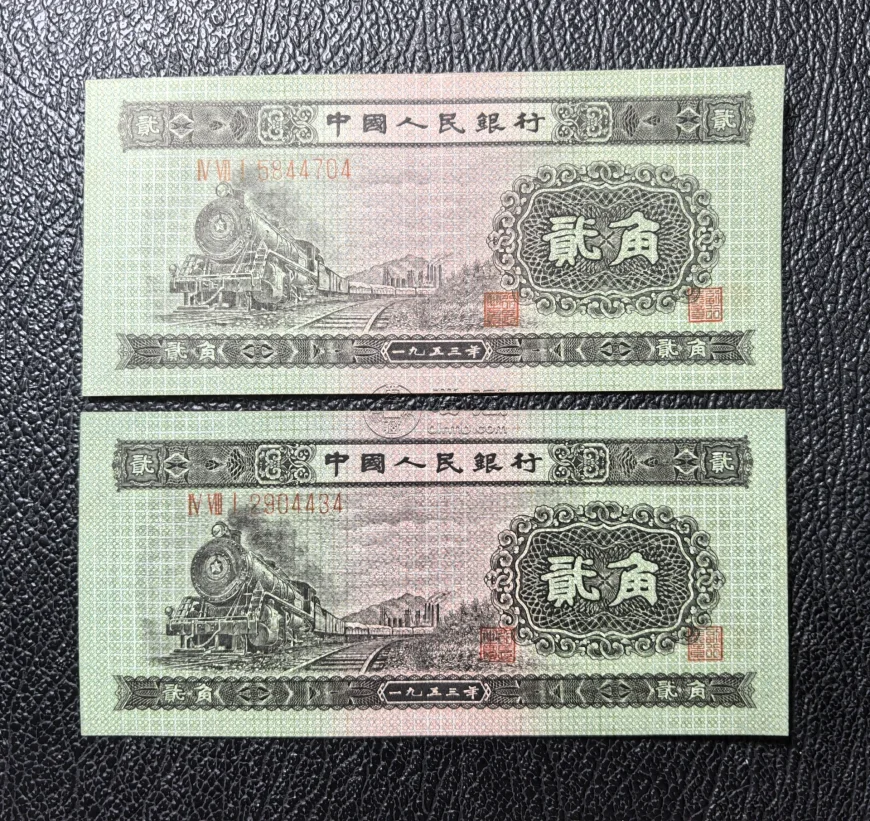 貳 中國人民銀行 貳
IV VII I 5844704
貳角
貳角 一九五三年 貳角
中國人民銀行
貳 貳
IV VIII I 2904434
貳角
貳角 一九五三年 貳角